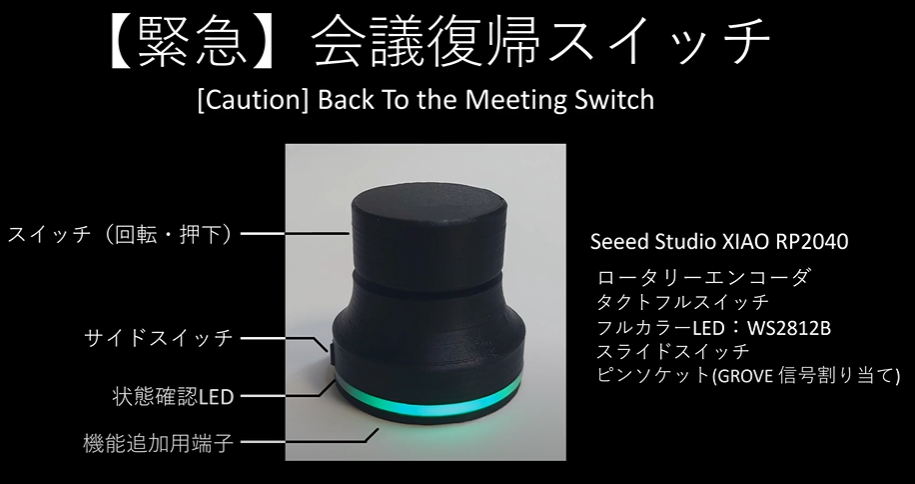 【緊急】会議復帰スイッチ
[Caution] Back To the Meeting Switch
スイッチ（回転・押下）
サイドスイッチ
状態確認LED
機能追加用端子
Seeed Studio XIAO RP2040
ロータリーエンコーダ
タクトフルスイッチ
フルカラーLED：WS2812B
スライドスイッチ
ピンソケット(GROVE 信号割り当て)